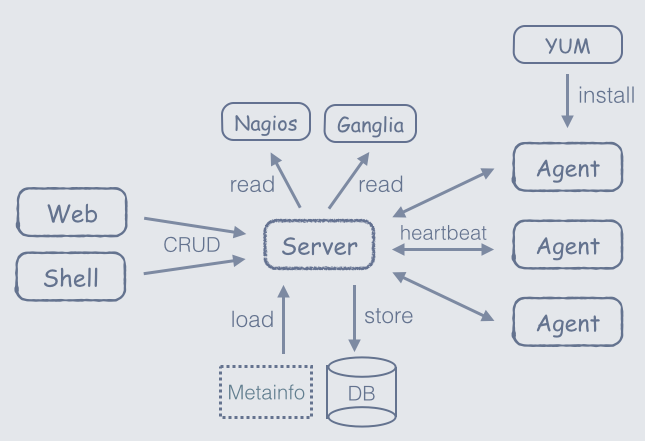 YUM
install
Nagios
Ganglia
read
read
Agent
Web
CRUD
Shell
Server
heartbeat
Agent
Agent
load
store
Metainfo
DB